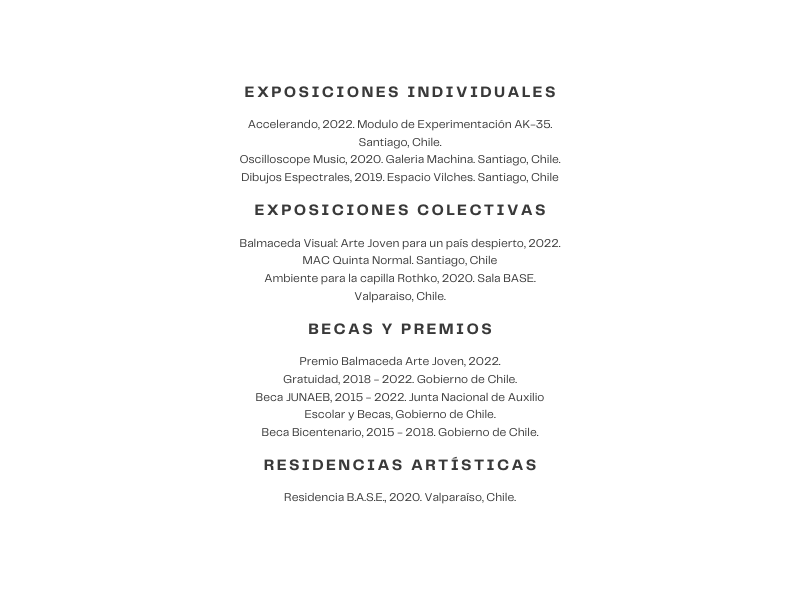 EXPOSICIONES INDIVIDUALES
Accelerando, 2022. Modulo de Experimentación AK-35.
Santiago, Chile.
Oscilloscope Music, 2020. Galeria Machina. Santiago, Chile.
Dibujos Espectrales, 2019. Espacio Vilches. Santiago, Chile
EXPOSICIONES COLECTIVAS
Balmaceda Visual: Arte Joven para un país despierto, 2022.
MAC Quinta Normal. Santiago, Chile
Ambiente para la capilla Rothko, 2020. Sala BASE.
Valparaiso, Chile.
BECAS Y PREMIOS
Premio Balmaceda Arte Joven, 2022.
Gratuidad, 2018 - 2022. Gobierno de Chile.
Beca JUNAEB, 2015 - 2022. Junta Nacional de Auxilio
Escolar y Becas, Gobierno de Chile.
Beca Bicentenario, 2015 - 2018. Gobierno de Chile.
RESIDENCIAS ARTÍSTICAS
Residencia B.A.S.E., 2020. Valparaíso, Chile.